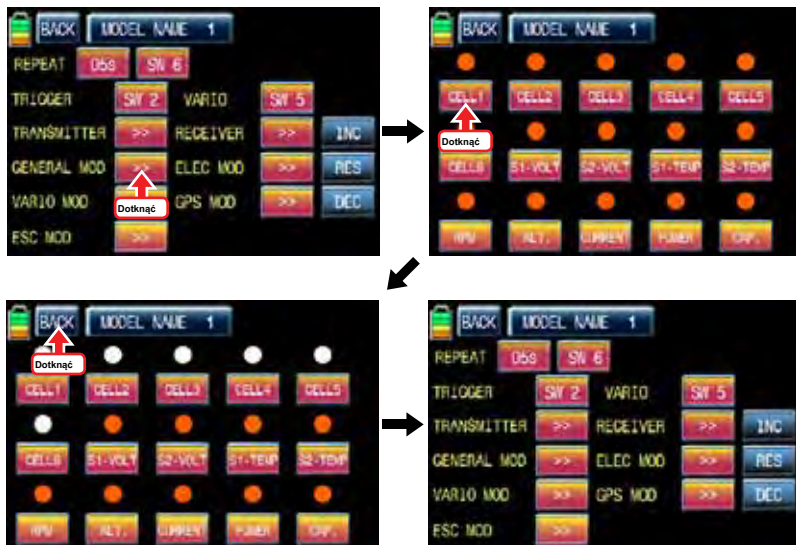 BACK MODEL NAME 1
REPEAT 05s SW 6
TRIGGER SW 2 VARIO SW 5
TRANSMITTER >> RECEIVER >> INC
GENERAL MOD >> ELEC MOD >> RES
VARIO MOD Dotknąć GPS MOD >> DEC
ESC MOD >>
BACK MODEL NAME 1
CELL1 CELL2 CELL3 CELL4 CELL5
Dotknąć
CELL6 S1-VOLT S2-VOLT S1-TEMP S2-TEMP
RPM ALT. CURRENT POWER CAP.
BACK MODEL NAME 1
Dotknąć
CELL1 CELL2 CELL3 CELL4 CELL5
CELL6 S1-VOLT S2-VOLT S1-TEMP S2-TEMP
RPM ALT. CURRENT POWER CAP.
BACK MODEL NAME 1
REPEAT 05s SW 6
TRIGGER SW 2 VARIO SW 5
TRANSMITTER >> RECEIVER >> INC
GENERAL MOD >> ELEC MOD >> RES
VARIO MOD >> GPS MOD >> DEC
ESC MOD >>